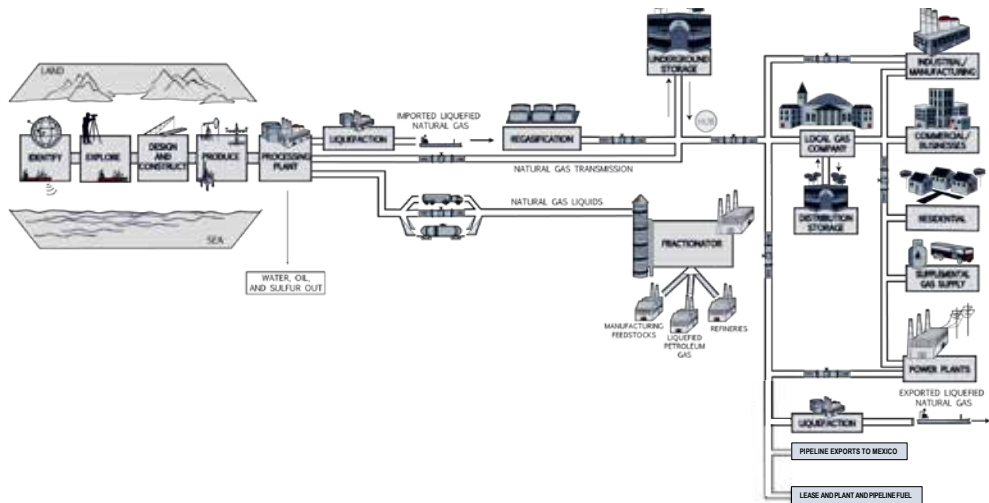 LAND
IDENTIFY
EXPLORE
DESIGN
AND
CONSTRUCT
PRODUCE
PROCESSING
PLANT
LIQUEFACTION
IMPORTED LIQUEFIED
NATURAL GAS
REGASIFICATION
UNDERGROUND
STORAGE
HUB
NATURAL GAS TRANSMISSION
NATURAL GAS LIQUIDS
SEA
WATER, OIL,
AND SULFUR OUT
FRACTIONATOR
MANUFACTURING
FEEDSTOCKS
LIQUEFIED
PETROLEUM
GAS
REFINERIES
LOCAL GAS
COMPANY
DISTRIBUTION
STORAGE
INDUSTRIAL/
MANUFACTURING
COMMERCIAL/
BUSINESSES
RESIDENTIAL
SUPPLEMENTAL
GAS SUPPLY
POWER PLANTS
EXPORTED LIQUEFIED
NATURAL GAS
LIQUEFACTION
PIPELINE EXPORTS TO MEXICO
LEASE AND PLANT AND PIPELINE FUEL